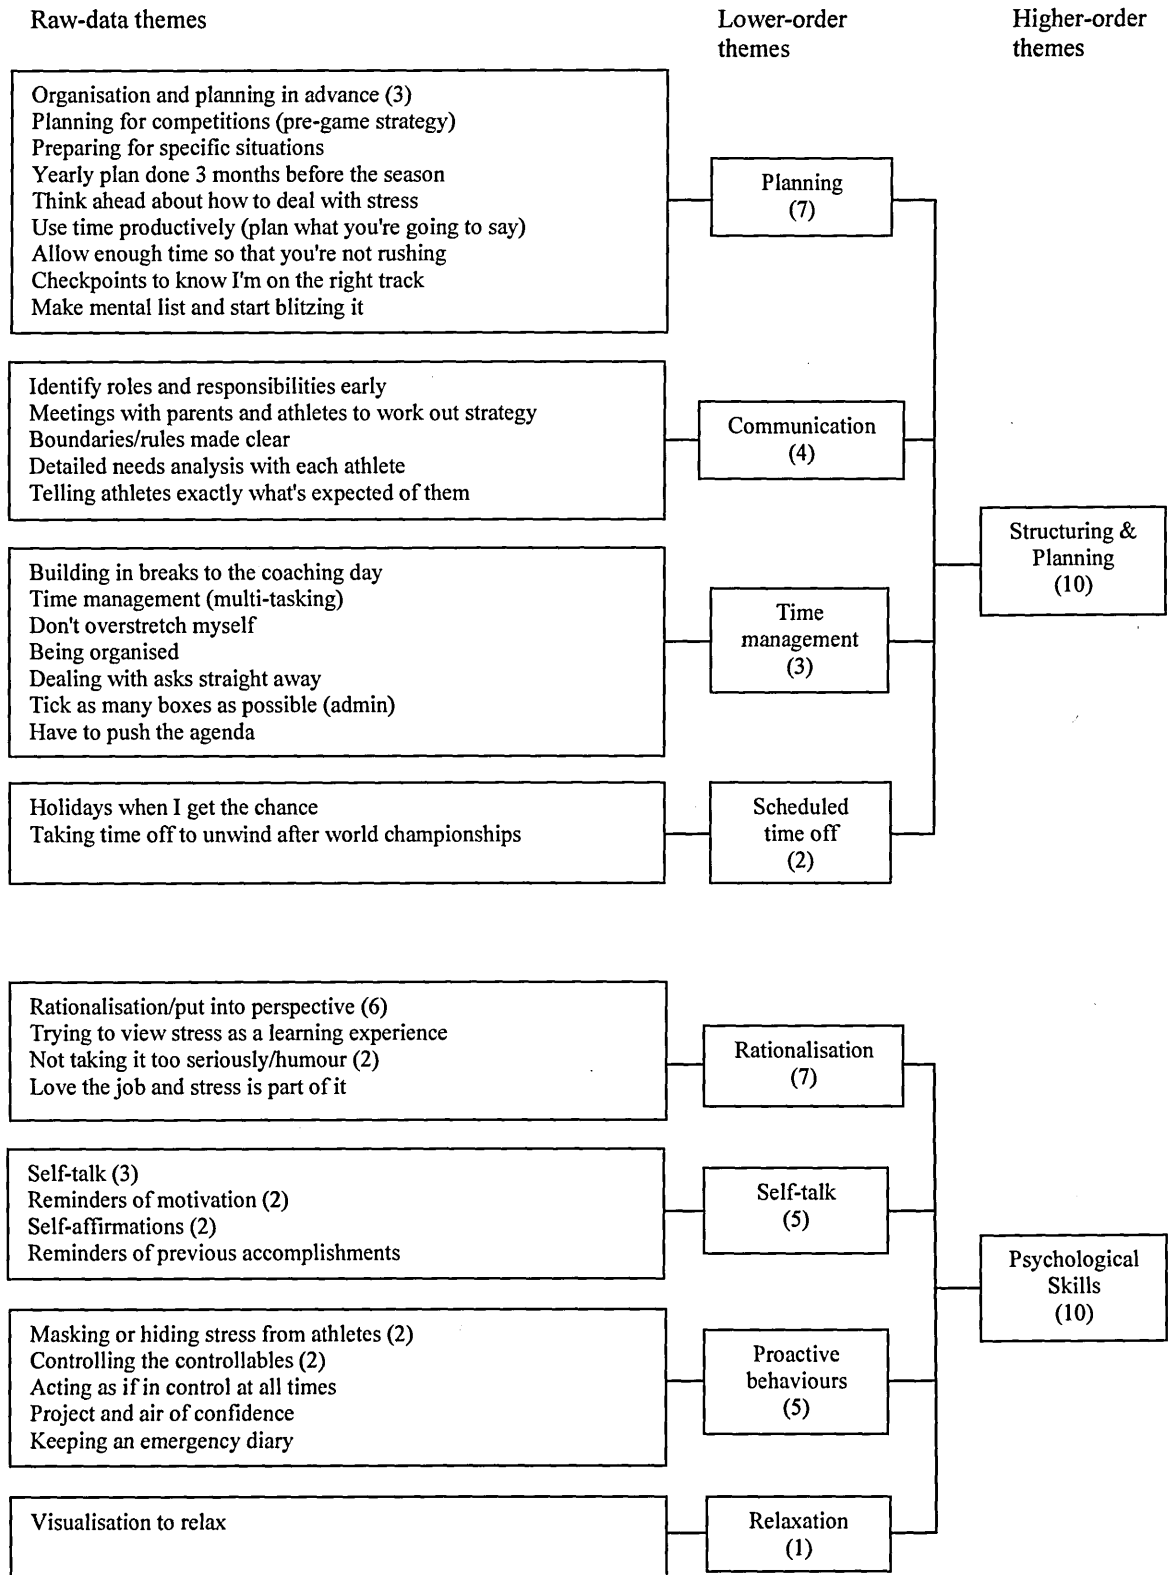 Raw-data themes
Lower-order
themes
Higher-order
themes
Organisation and planning in advance (3)
Planning for competitions (pre-game strategy)
Preparing for specific situations
Yearly plan done 3 months before the season
Think ahead about how to deal with stress
Use time productively (plan what you're going to say)
Allow enough time so that you're not rushing
Checkpoints to know I'm on the right track
Make mental list and start blitzing it
Planning
(7)
Identify roles and responsibilities early
Meetings with parents and athletes to work out strategy
Boundaries/rules made clear
Detailed needs analysis with each athlete
Telling athletes exactly what's expected of them
Communication
(4)
Building in breaks to the coaching day
Time management (multi-tasking)
Don't overstretch myself
Being organised
Dealing with asks straight away
Tick as many boxes as possible (admin)
Have to push the agenda
Time
management
(3)
Holidays when I get the chance
Taking time off to unwind after world championships
Scheduled
time off
(2)
Structuring &
Planning
(10)
Rationalisation/put into perspective (6)
Trying to view stress as a learning experience
Not taking it too seriously/humour (2)
Love the job and stress is part of it
Rationalisation
(7)
Self-talk (3)
Reminders of motivation (2)
Self-affirmations (2)
Reminders of previous accomplishments
Self-talk
(5)
Masking or hiding stress from athletes (2)
Controlling the controllables (2)
Acting as if in control at all times
Project and air of confidence
Keeping an emergency diary
Proactive
behaviours
(5)
Visualisation to relax
Relaxation
(1)
Psychological
Skills
(10)